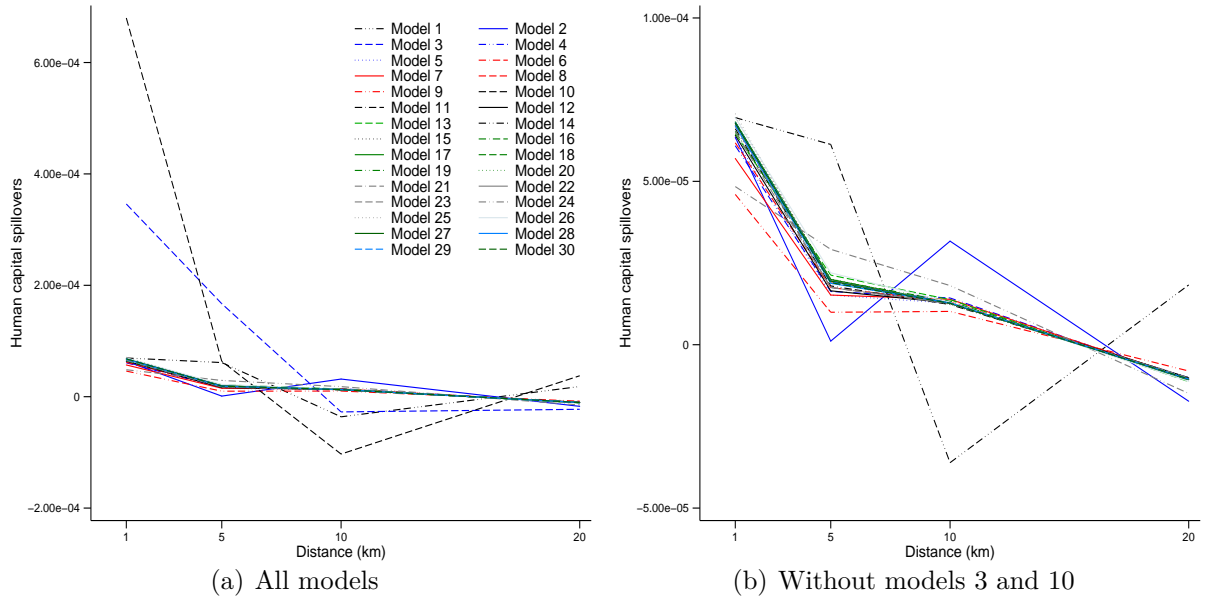 Human capital spillovers
6.00e−04
4.00e−04
2.00e−04
0
−2.00e−04
1 5 10 20
Distance (km)
Model 1 Model 2
Model 3 Model 4
Model 5 Model 6
Model 7 Model 8
Model 9 Model 10
Model 11 Model 12
Model 13 Model 14
Model 15 Model 16
Model 17 Model 18
Model 19 Model 20
Model 21 Model 22
Model 23 Model 24
Model 25 Model 26
Model 27 Model 28
Model 29 Model 30
(a) All models
Human capital spillovers
1.00e−04
5.00e−05
0
−5.00e−05
1 5 10 20
Distance (km)
(b) Without models 3 and 10